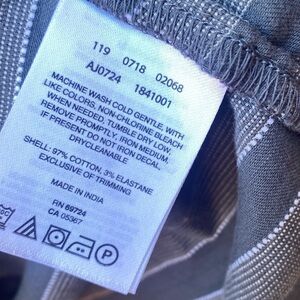 119 0718 02068
AJ0724 1841001
MACHINE WASH COLD GENTLE, WITH
LIKE COLORS, NON-CHLORINE BLEACH
WHEN NEEDED, TUMBLE DRY LOW,
REMOVE PROMPTLY, IRON MEDIUM,
IF PRESENT DO NOT IRON DECAL,
DRYCLEANABLE
SHELL: 97% COTTON, 3% ELASTANE
EXCLUSIVE OF TRIMMING
MADE IN INDIA
RN 69724
CA 05367
P